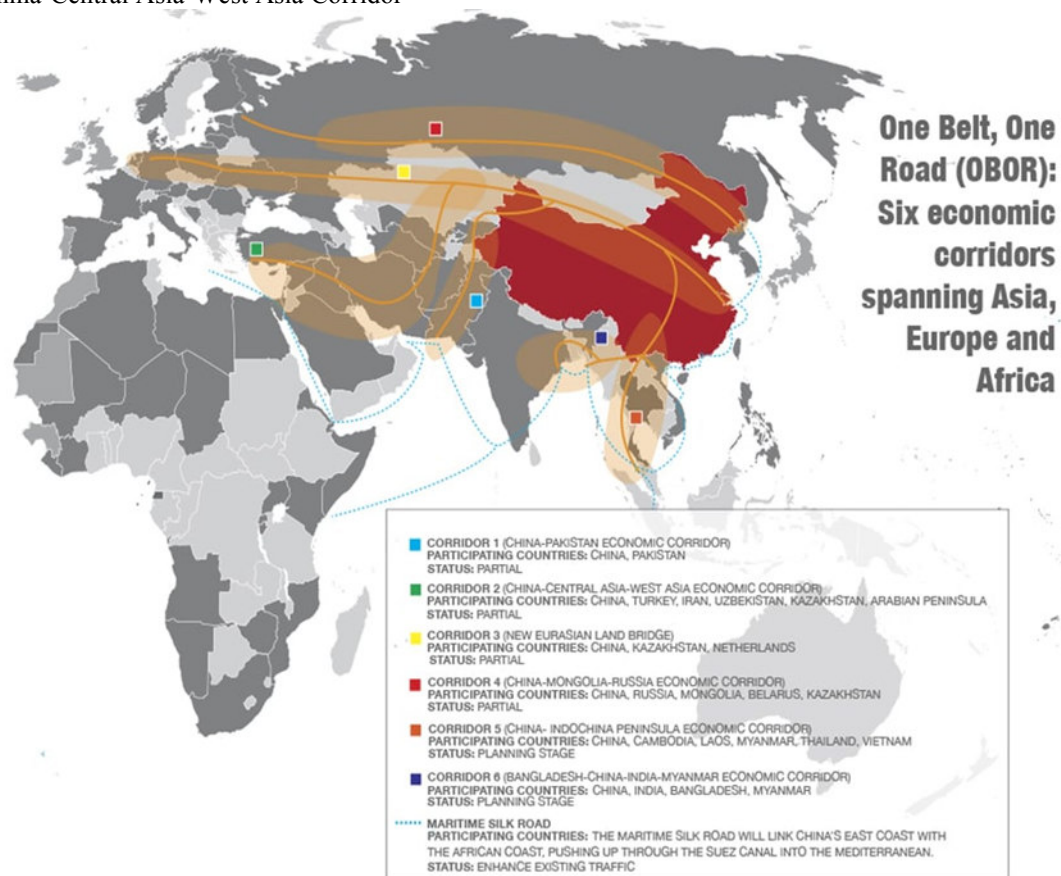 China-Central Asia-West Asia Corridor
One Belt, One
Road (OBOR):
Six economic
corridors
spanning Asia,
Europe and
Africa
CORRIDOR 1 (CHINA-PAKISTAN ECONOMIC CORRIDOR)
PARTICIPATING COUNTRIES: CHINA, PAKISTAN
STATUS: PARTIAL
CORRIDOR 2 (CHINA-CENTRAL ASIA-WEST ASIA ECONOMIC CORRIDOR)
PARTICIPATING COUNTRIES: CHINA, TURKEY, IRAN, UZBEKISTAN, KAZAKHSTAN, ARABIAN PENINSULA
STATUS: PARTIAL
CORRIDOR 3 (NEW EURASIAN LAND BRIDGE)
PARTICIPATING COUNTRIES: CHINA, KAZAKHSTAN, NETHERLANDS
STATUS: PARTIAL
CORRIDOR 4 (CHINA-MONGOLIA-RUSSIA ECONOMIC CORRIDOR)
PARTICIPATING COUNTRIES: CHINA, RUSSIA, MONGOLIA, BELARUS, KAZAKHSTAN
STATUS: PARTIAL
CORRIDOR 5 (CHINA- INDOCHINA PENINSULA ECONOMIC CORRIDOR)
PARTICIPATING COUNTRIES: CHINA, CAMBODIA, LAOS, MYANMAR, THAILAND, VIETNAM
STATUS: PLANNING STAGE
CORRIDOR 6 (BANGLADESH-CHINA-INDIA-MYANMAR ECONOMIC CORRIDOR)
PARTICIPATING COUNTRIES: CHINA, INDIA, BANGLADESH, MYANMAR
STATUS: PLANNING STAGE
MARITIME SILK ROAD
PARTICIPATING COUNTRIES: THE MARITIME SILK ROAD WILL LINK CHINA'S EAST COAST WITH
THE AFRICAN COAST, PUSHING UP THROUGH THE SUEZ CANAL INTO THE MEDITERRANEAN.
STATUS: ENHANCE EXISTING TRAFFIC